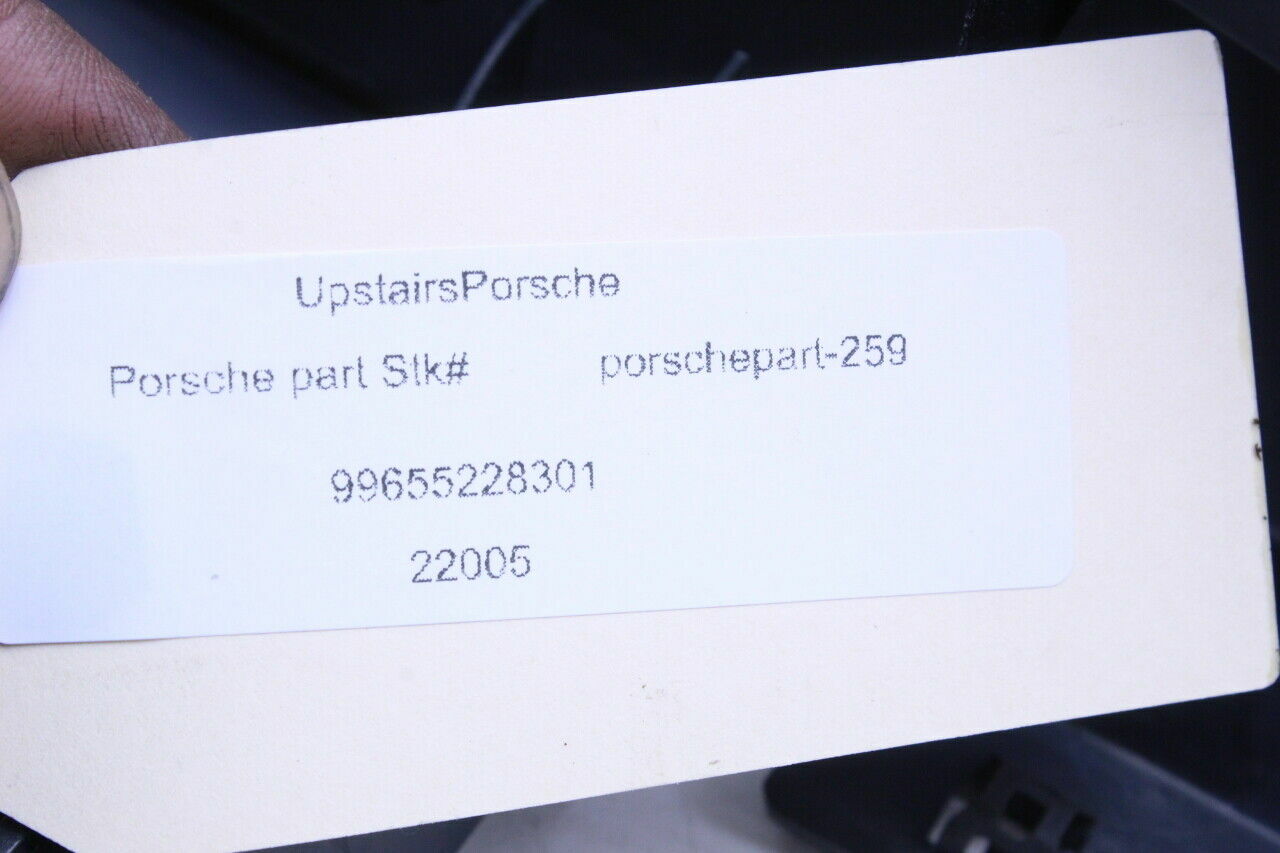 UpstairsPorsche
Porsche part Stk# porschepart-259
99655228301
22005